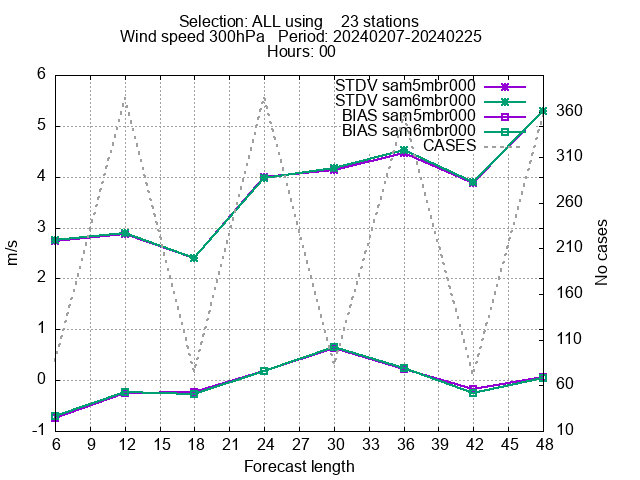 Selection: ALL using    23 stations
Wind speed 300hPa   Period: 20240207-20240225
Hours: 00
STDV sam5mbr000
STDV sam6mbr000
BIAS sam5mbr000
BIAS sam6mbr000
CASES
m/s
6
5
4
3
2
1
0
-1
360
310
260
210
160
110
60
10
No cases
6 9 12 15 18 21 24 27 30 33 36 39 42 45 48
Forecast length